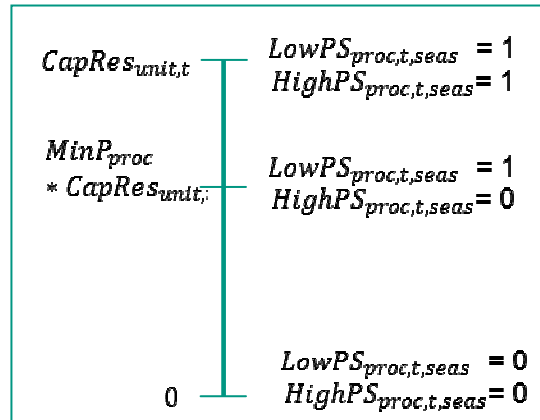 CapRes_unit,t
LowPS_proc,t,seas = 1
HighPS_proc,t,seas = 1
MinP_proc
* CapRes_unit,:
LowPS_proc,t,seas = 1
HighPS_proc,t,seas = 0
0
LowPS_proc,t,seas = 0
HighPS_proc,t,seas = 0